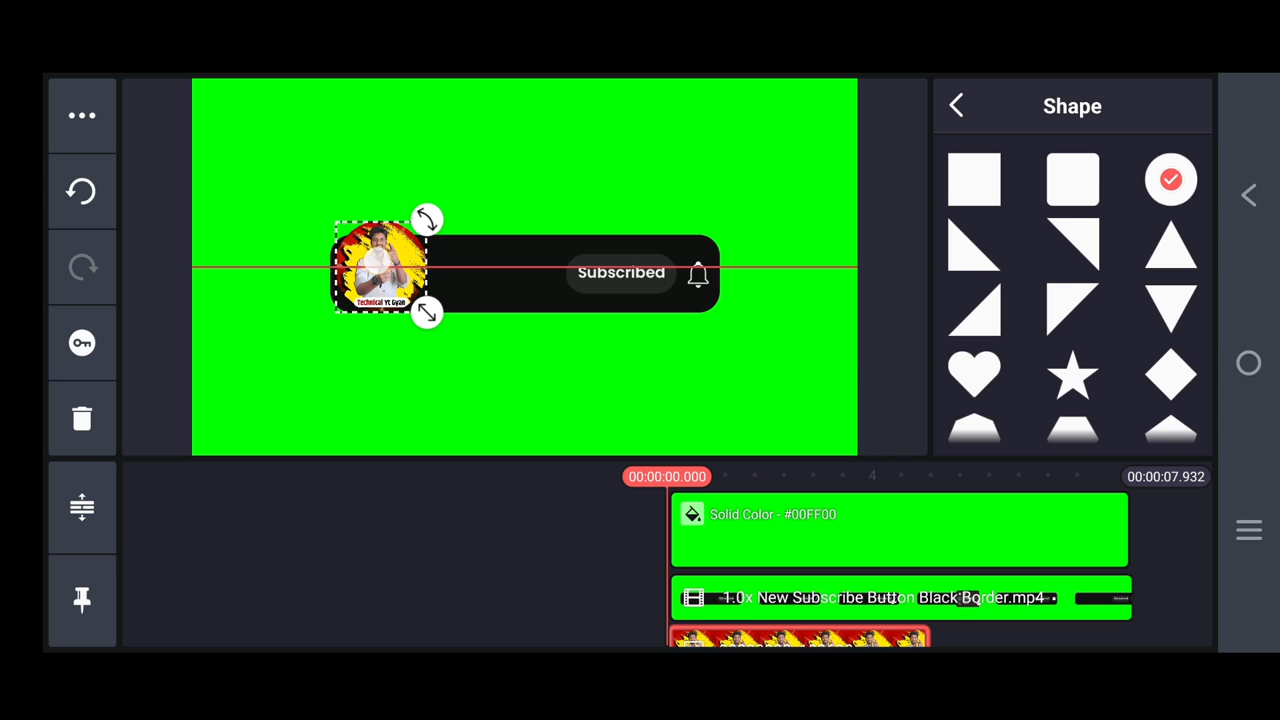 Shape
Subscribed
Technical Yt Gyan
00:00:00.000
4
00:00:07.932
Solid Color - #00FF00
1.0x New Subscribe Button Black Border.mp4